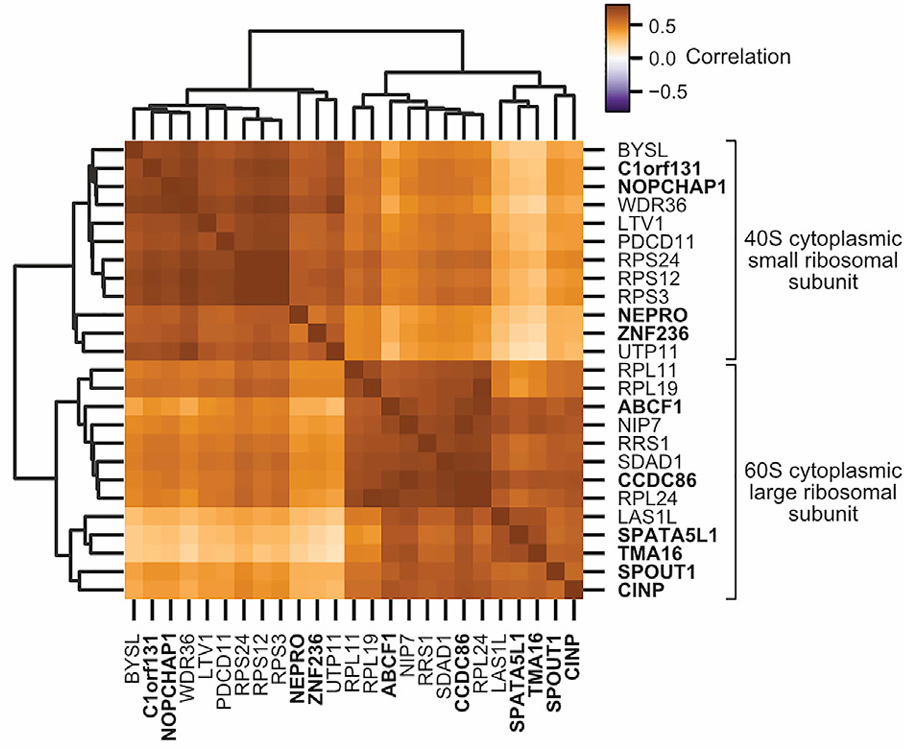 0.5
0.0
−0.5
Correlation
BYSL
C1orf131
NOPCHAP1
WDR36
LTV1
PDCD11
RPS24
RPS12
RPS3
NEPRO
ZNF236
UTP11
RPL11
RPL19
ABCF1
NIP7
RRS1
SDAD1
CCDC86
RPL24
LAS1L
SPATA5L1
TMA16
SPOUT1
CINP
40S cytoplasmic
small ribosomal
subunit
60S cytoplasmic
large ribosomal
subunit
BYSL
C1orf131
NOPCHAP1
WDR36
LTV1
PDCD11
RPS24
RPS12
RPS3
NEPRO
ZNF236
UTP11
RPL11
RPL19
ABCF1
NIP7
RRS1
SDAD1
CCDC86
RPL24
LAS1L
SPATA5L1
TMA16
SPOUT1
CINP